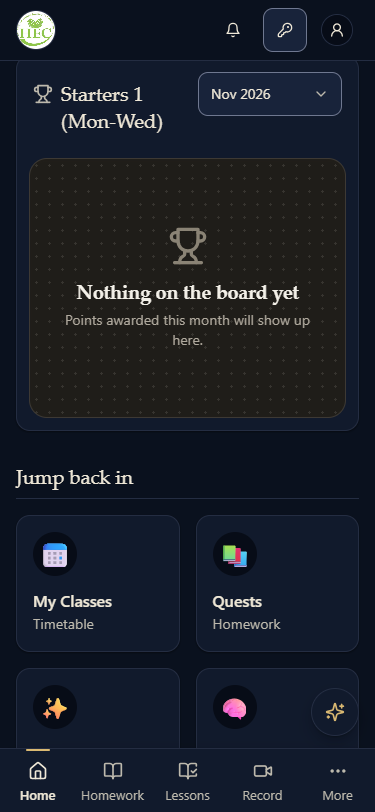 HEC
Starters 1
(Mon-Wed)
Nov 2026
Nothing on the board yet
Points awarded this month will show up
here.
Jump back in
My Classes
Timetable
Quests
Homework
Home
Homework
Lessons
Record
More